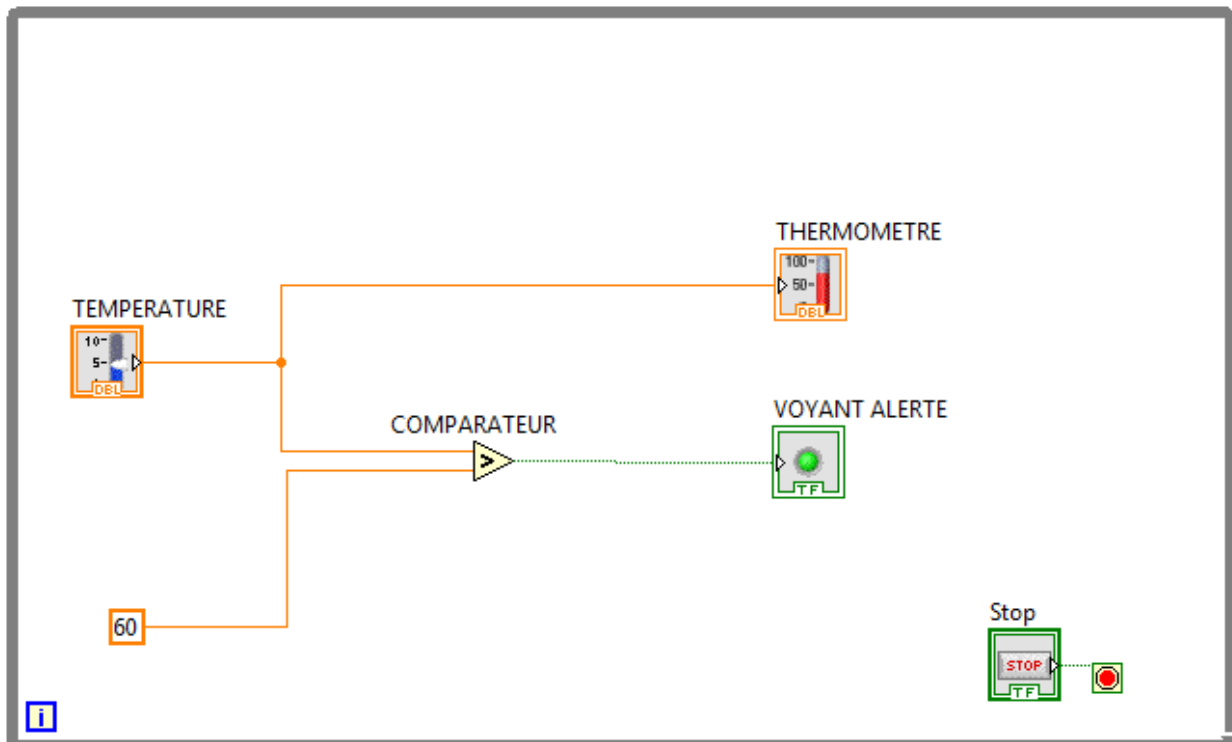 THERMOMETRE
100-
50-
DBL
TEMPERATURE
10-
5-
DBL
COMPARATEUR
>
VOYANT ALERTE
TF
60
Stop
STOP
TF
i